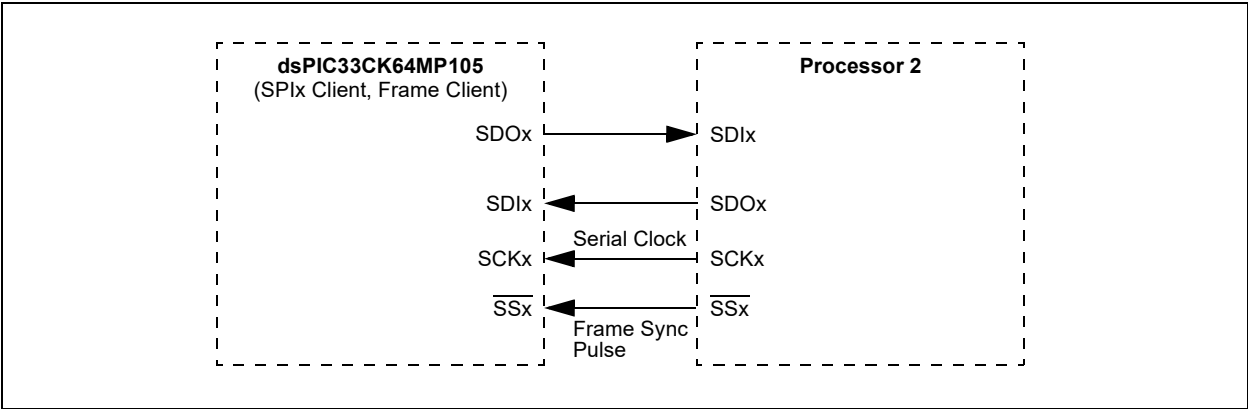 dsPIC33CK64MP105
(SPIx Client, Frame Client)
Processor 2
SDOx
SDIx
SDIx
SDOx
Serial Clock
SCKx
SCKx
SSx
SSx
Frame Sync
Pulse